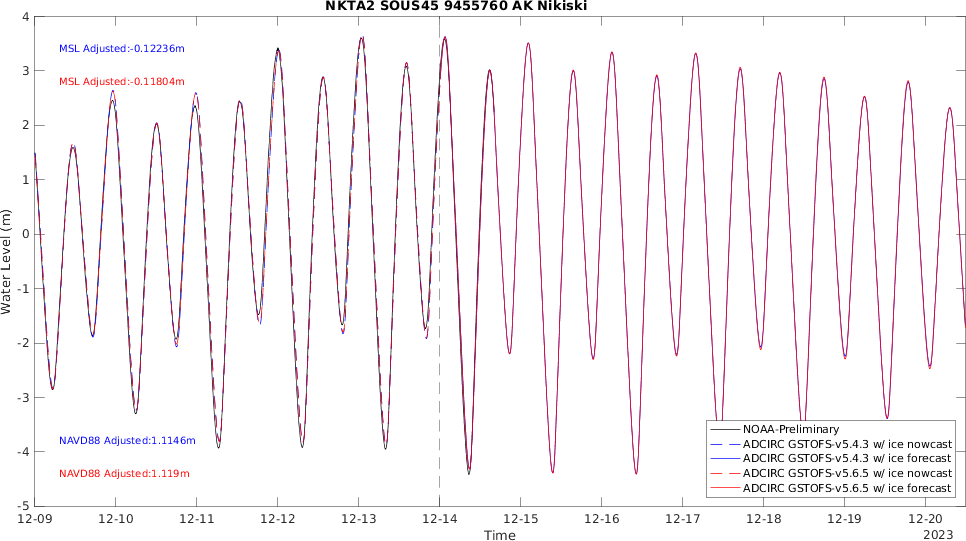 NKTA2 SOUS45 9455760 AK Nikiski
Water Level (m)
4
3
2
1
0
-1
-2
-3
-4
-5
MSL Adjusted:-0.12236m
MSL Adjusted:-0.11804m
NAVD88 Adjusted:1.1146m
NAVD88 Adjusted:1.119m
NOAA-Preliminary
ADCIRC GSTOFS-v5.4.3 w/ ice nowcast
ADCIRC GSTOFS-v5.4.3 w/ ice forecast
ADCIRC GSTOFS-v5.6.5 w/ ice nowcast
ADCIRC GSTOFS-v5.6.5 w/ ice forecast
12-09 12-10 12-11 12-12 12-13 12-14 12-15 12-16 12-17 12-18 12-19 12-20
Time
2023